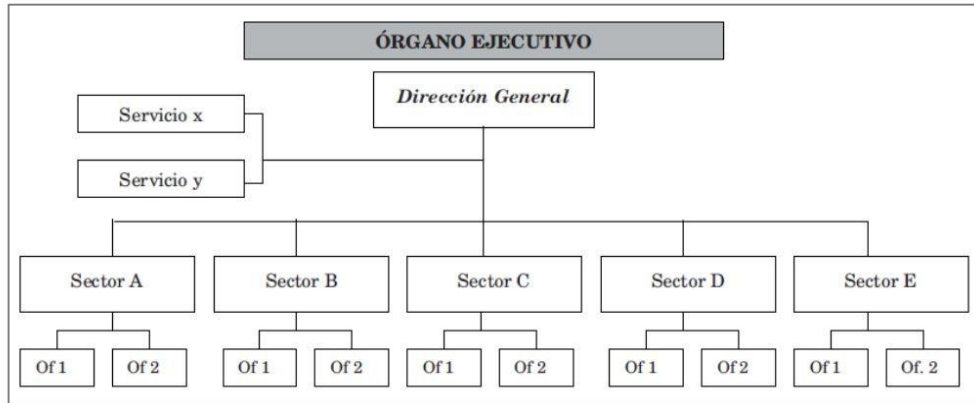 ÓRGANO EJECUTIVO
Dirección General
Servicio x
Servicio y
Sector A
Sector B
Sector C
Sector D
Sector E
Of 1
Of 2
Of 1
Of 2
Of 1
Of 2
Of 1
Of 2
Of 1
Of. 2